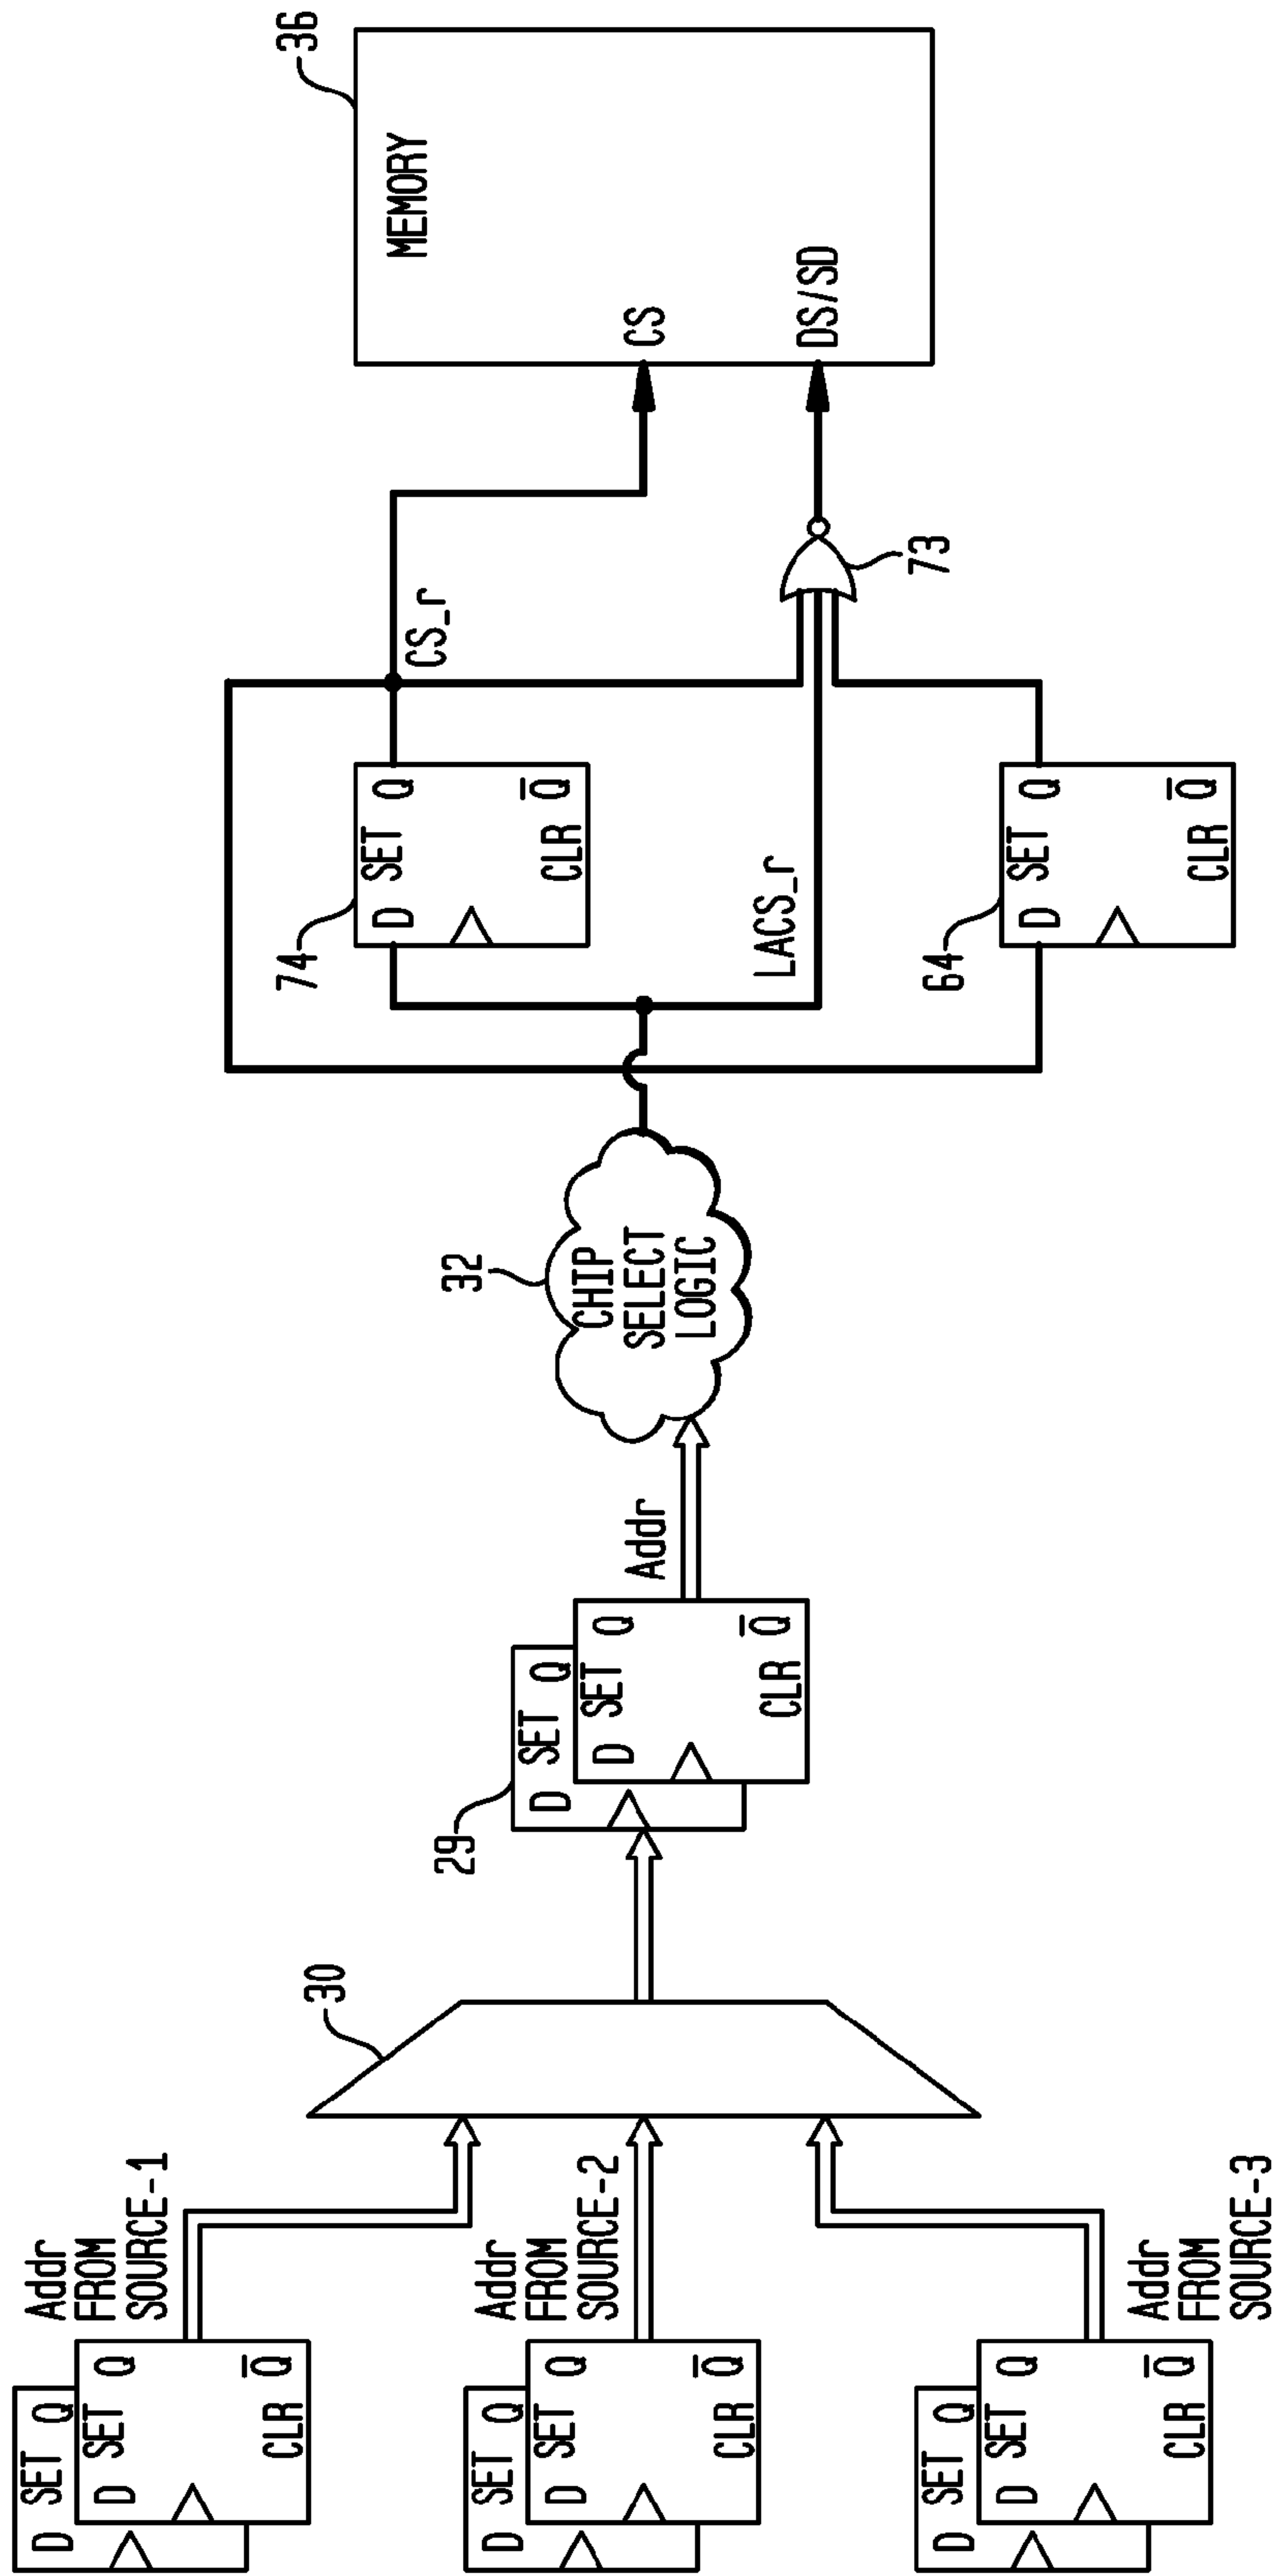 Addr
FROM
SOURCE-1
D SET Q
D SET Q
CLR Q̅
Addr
FROM
SOURCE-2
D SET Q
D SET Q
CLR Q̅
Addr
FROM
SOURCE-3
D SET Q
D SET Q
CLR Q̅
30
29
D SET Q
D SET Q
CLR Q̅
Addr
32
CHIP
SELECT
LOGIC
74
D SET Q
CLR Q̅
CS_r
LACS_r
64
D SET Q
CLR Q̅
73
36
MEMORY
CS
DS/SD